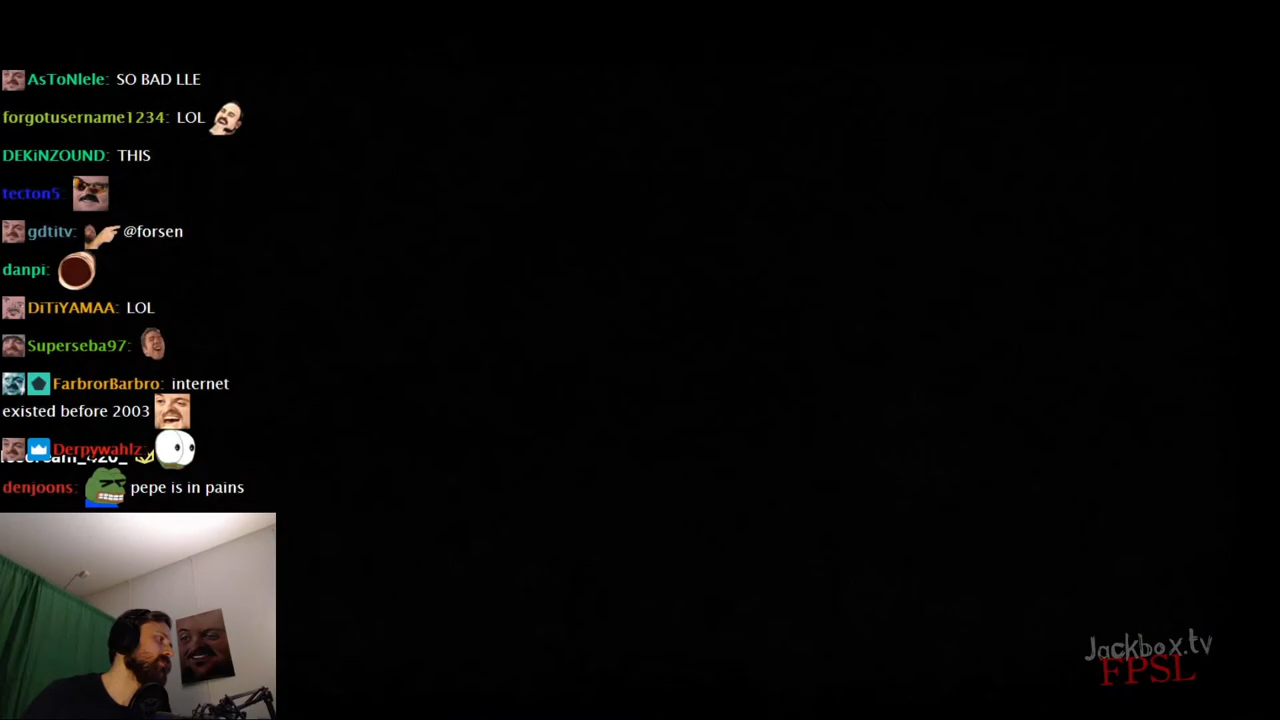 AsToNlele: SO BAD LLE
forgotusername1234: LOL
DEKiNZOUND: THIS
tecton5:
gdtitv: @forsen
danpi:
DiTiYAMAA: LOL
Superseba97:
FarbrorBarbro: internet
existed before 2003
Derpywahlz:
denjoons: pepe is in pains
Jackbox.tv
FPSL